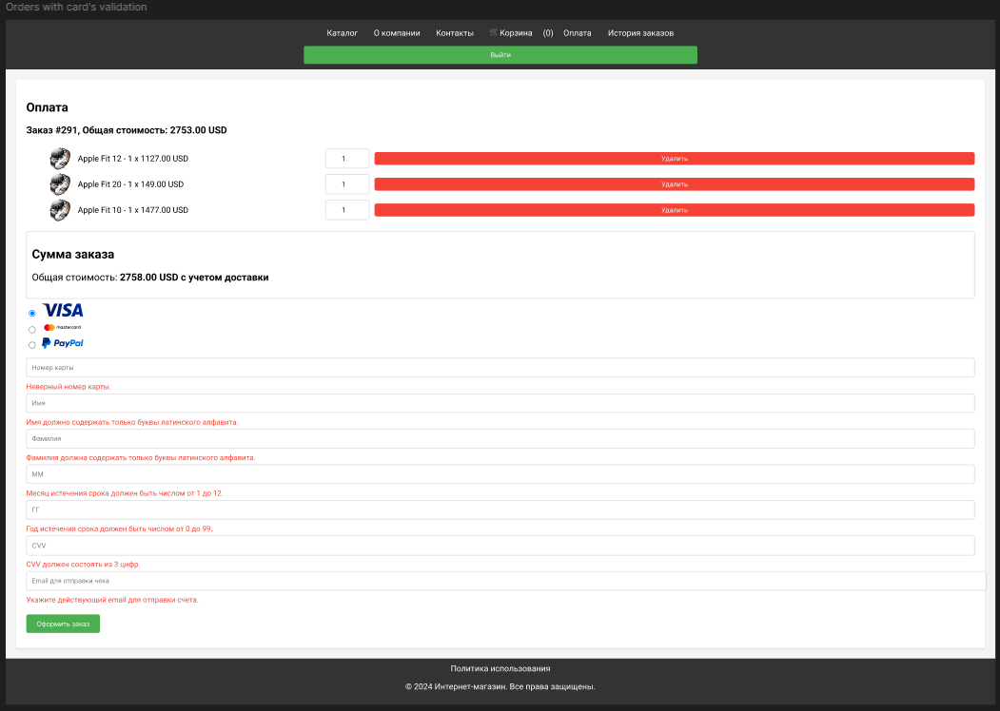 Orders with card's validation
Каталог О компании Контакты Корзина (0) Оплата История заказов
Выйти
Оплата
Заказ #291, Общая стоимость: 2753.00 USD
Apple Fit 12 - 1 x 1127.00 USD 1 Удалить
Apple Fit 20 - 1 x 149.00 USD 1 Удалить
Apple Fit 10 - 1 x 1477.00 USD 1 Удалить
Сумма заказа
Общая стоимость: 2758.00 USD с учетом доставки
VISA
mastercard
PayPal
Номер карты
Неверный номер карты.
Имя
Имя должно содержать только буквы латинского алфавита.
Фамилия
Фамилия должна содержать только буквы латинского алфавита.
ММ
Месяц истечения срока должен быть числом от 1 до 12.
ГГ
Год истечения срока должен быть числом от 0 до 99.
CVV
CVV должен состоять из 3 цифр.
Email для отправки чека
Укажите действующий email для отправки счета.
Оформить заказ
Политика использования
© 2024 Интернет-магазин. Все права защищены.